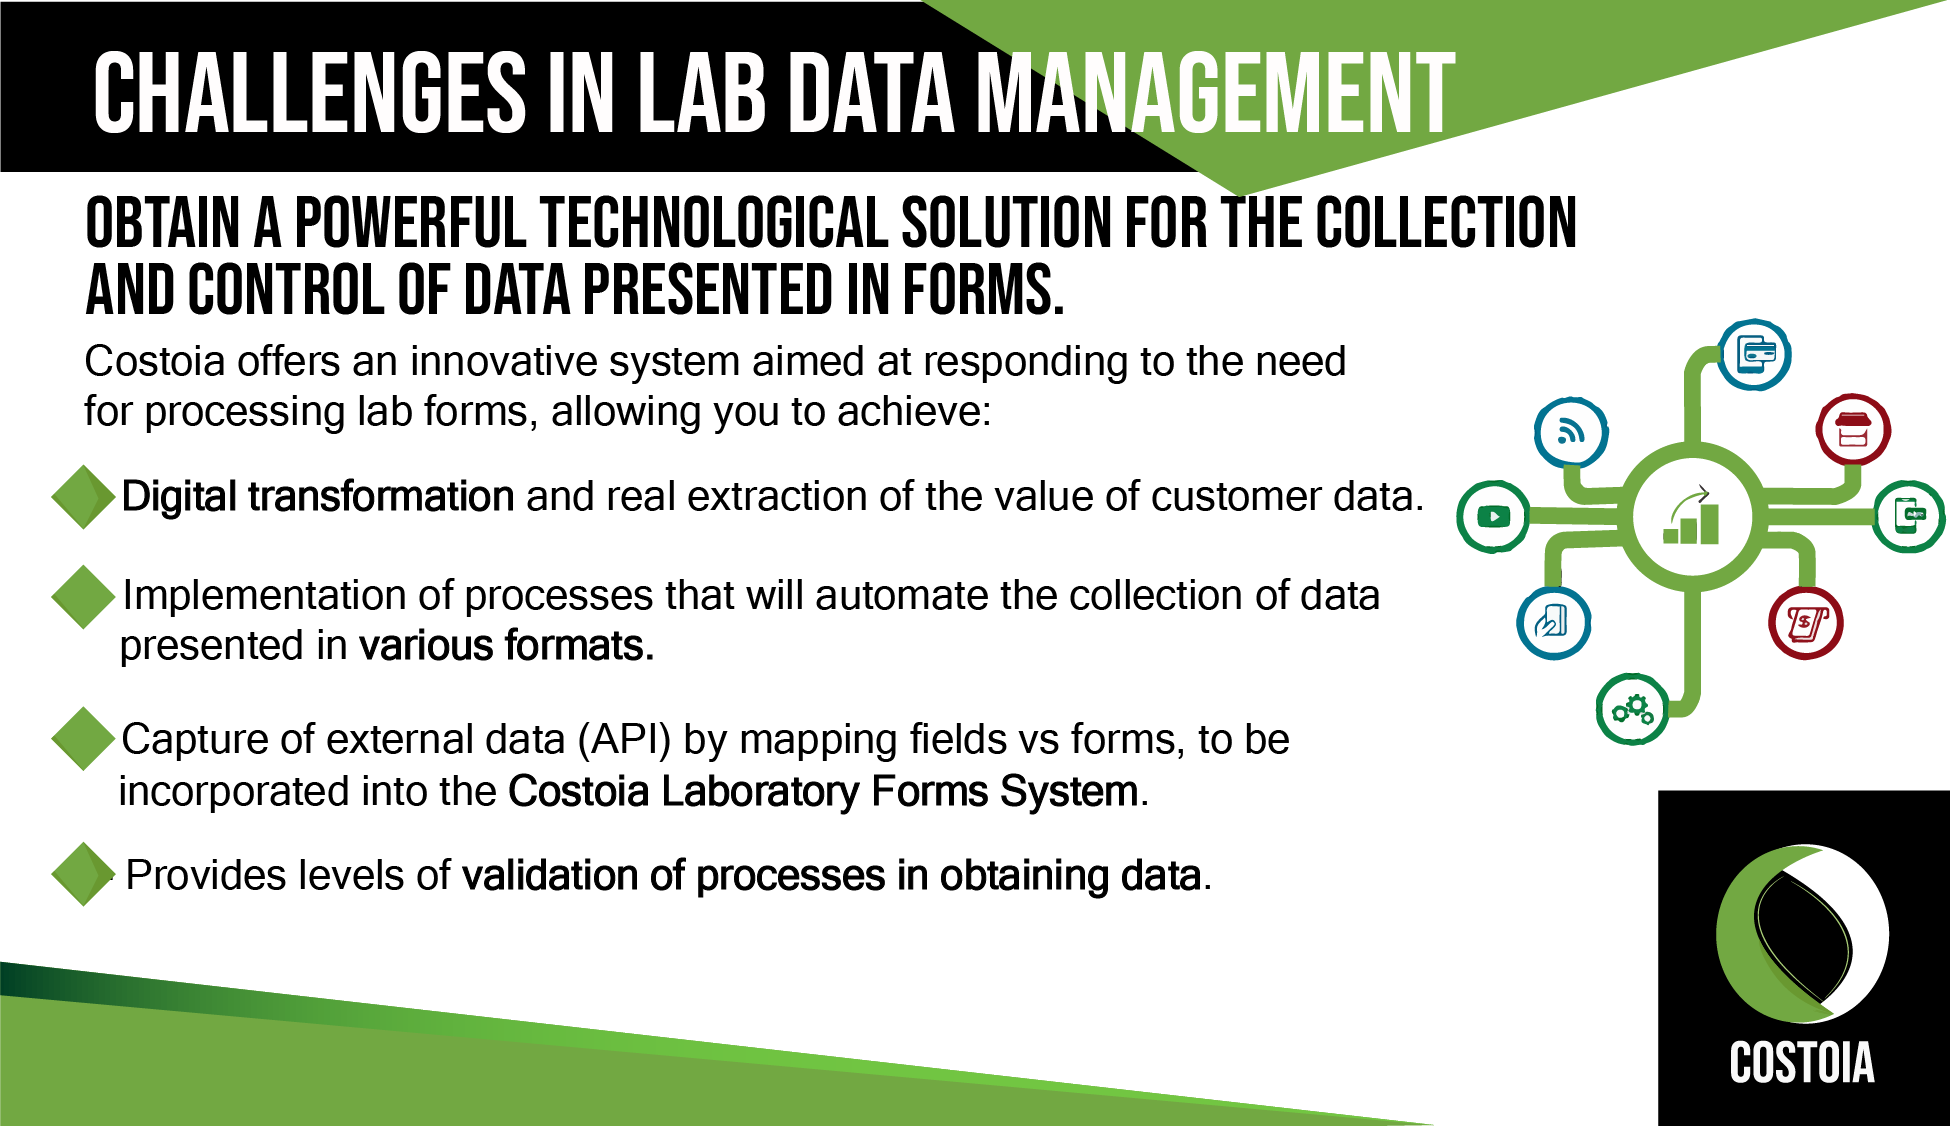 CHALLENGES IN LAB DATA MANAGEMENT
OBTAIN A POWERFUL TECHNOLOGICAL SOLUTION FOR THE COLLECTION
AND CONTROL OF DATA PRESENTED IN FORMS.
Costoia offers an innovative system aimed at responding to the need
for processing lab forms, allowing you to achieve:
Digital transformation and real extraction of the value of customer data.
Implementation of processes that will automate the collection of data
presented in various formats.
Capture of external data (API) by mapping fields vs forms, to be
incorporated into the Costoia Laboratory Forms System.
Provides levels of validation of processes in obtaining data.
$
COSTOIA